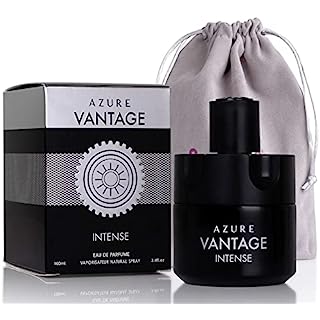 AZURE
VANTAGE
INTENSE
EAU DE PARFUME
VAPORISATEUR NATURAL SPRAY
100ml
3.4fl.oz
AZURE
VANTAGE
INTENSE